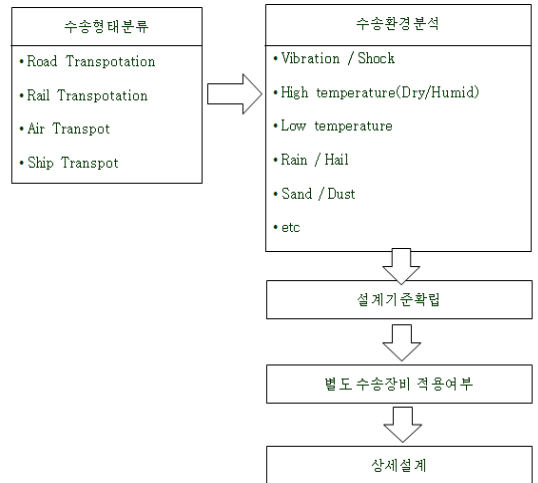 수송형태분류
•Road Transpotation
•Rail Transpotation
•Air Transpot
•Ship Transpot
수송환경분석
•Vibration / Shock
•High temperature(Dry/Humid)
•Low temperature
•Rain / Hail
•Sand / Dust
•etc
설계기준확립
별도 수송장비 적용여부
상세설계